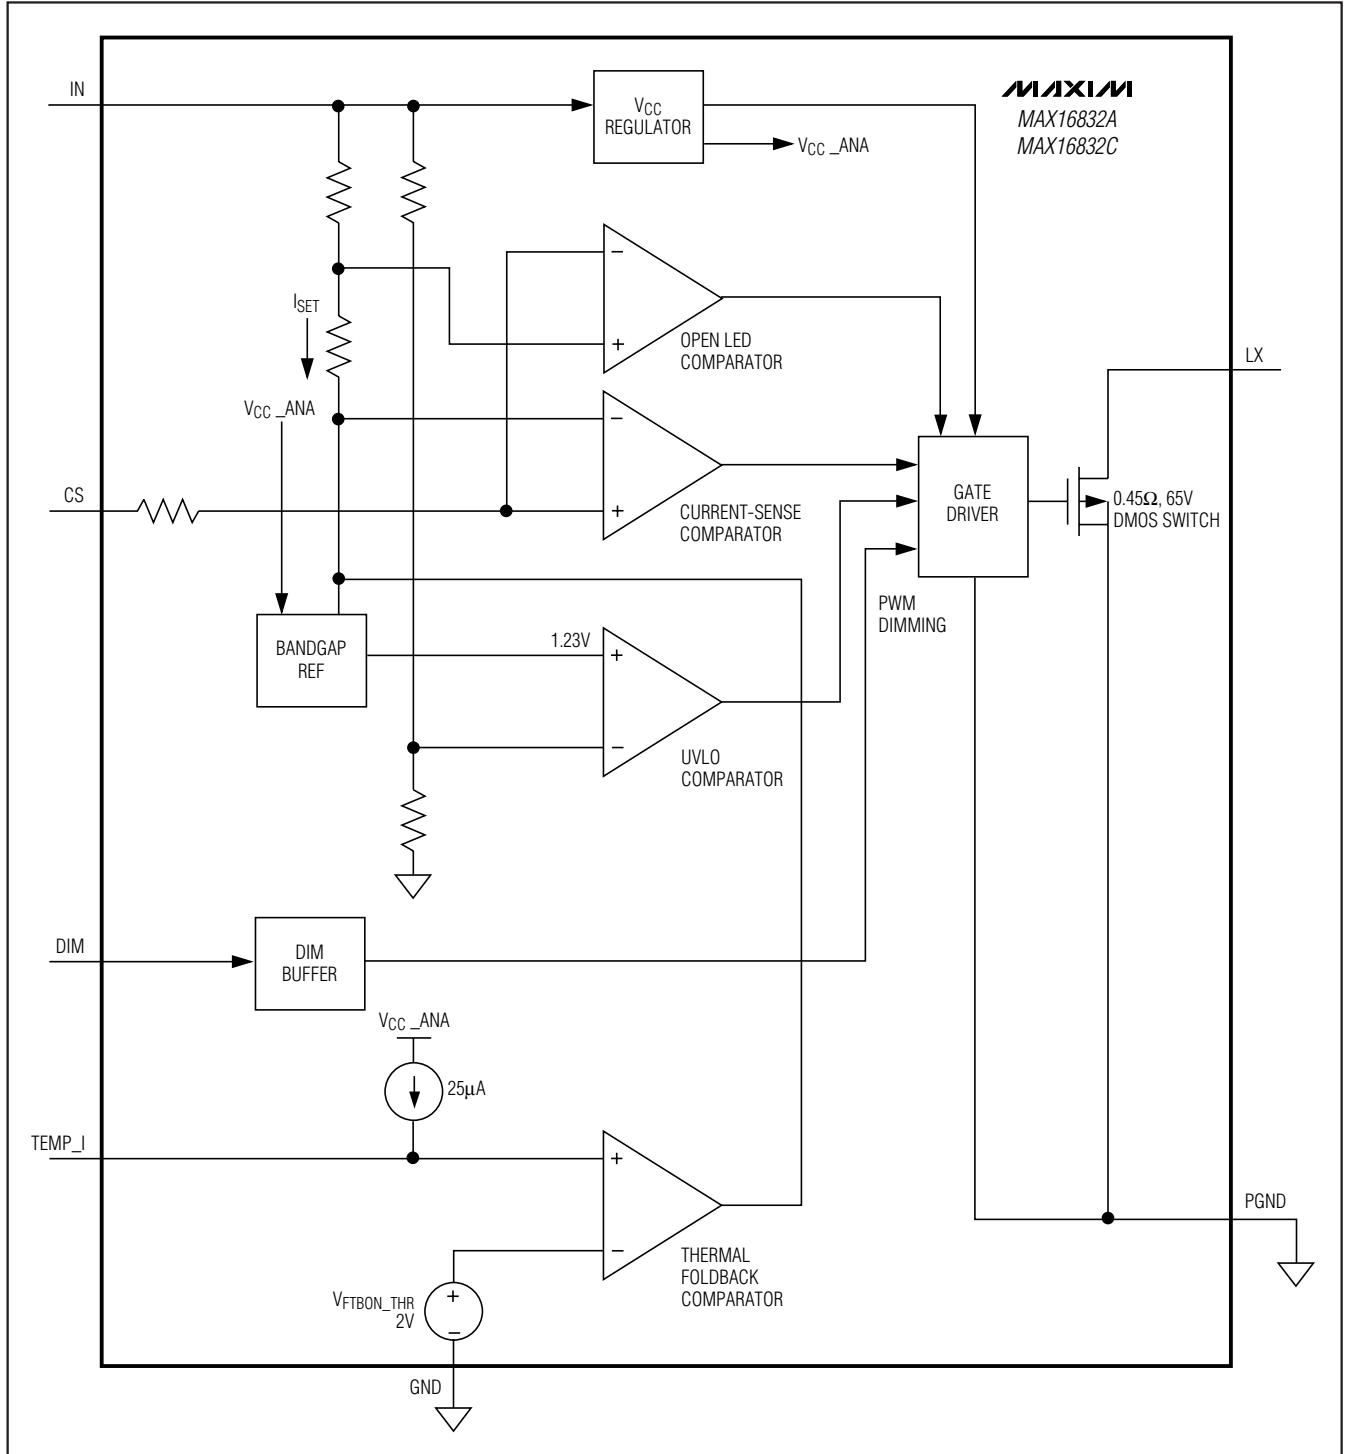 IN
VCC
REGULATOR
VCC _ANA
MAXIM
MAX16832A
MAX16832C
−
+
OPEN LED
COMPARATOR
ISET
VCC _ANA
LX
−
+
CURRENT-SENSE
COMPARATOR
CS
GATE
DRIVER
0.45Ω, 65V
DMOS SWITCH
PWM
DIMMING
BANDGAP
REF
1.23V
+
−
UVLO
COMPARATOR
DIM
DIM
BUFFER
VCC _ANA
25μA
TEMP_I
+
−
THERMAL
FOLDBACK
COMPARATOR
PGND
VFTBON_THR
2V
+
−
GND